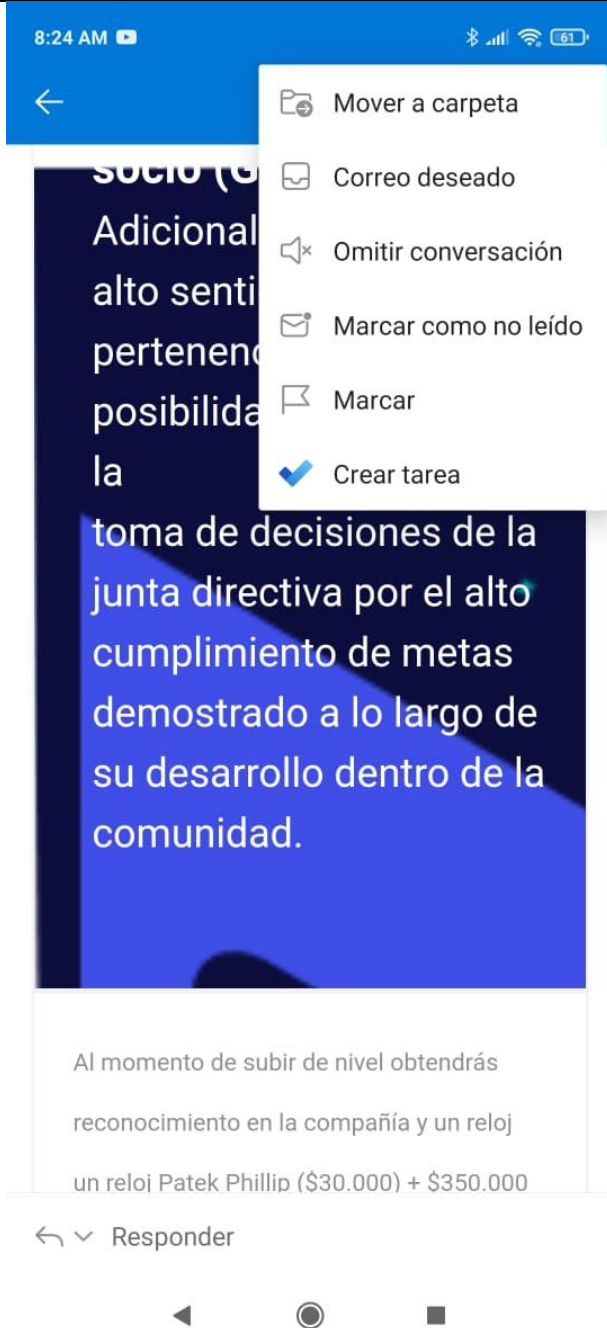 8:24 AM
61
Mover a carpeta
Correo deseado
Omitir conversación
Marcar como no leído
Marcar
Crear tarea
socio (G
Adicional
alto senti
pertenenc
posibilida
la
toma de decisiones de la
junta directiva por el alto
cumplimiento de metas
demostrado a lo largo de
su desarrollo dentro de la
comunidad.
Al momento de subir de nivel obtendrás
reconocimiento en la compañía y un reloj
un reloj Patek Phillip ($30.000) + $350.000
Responder